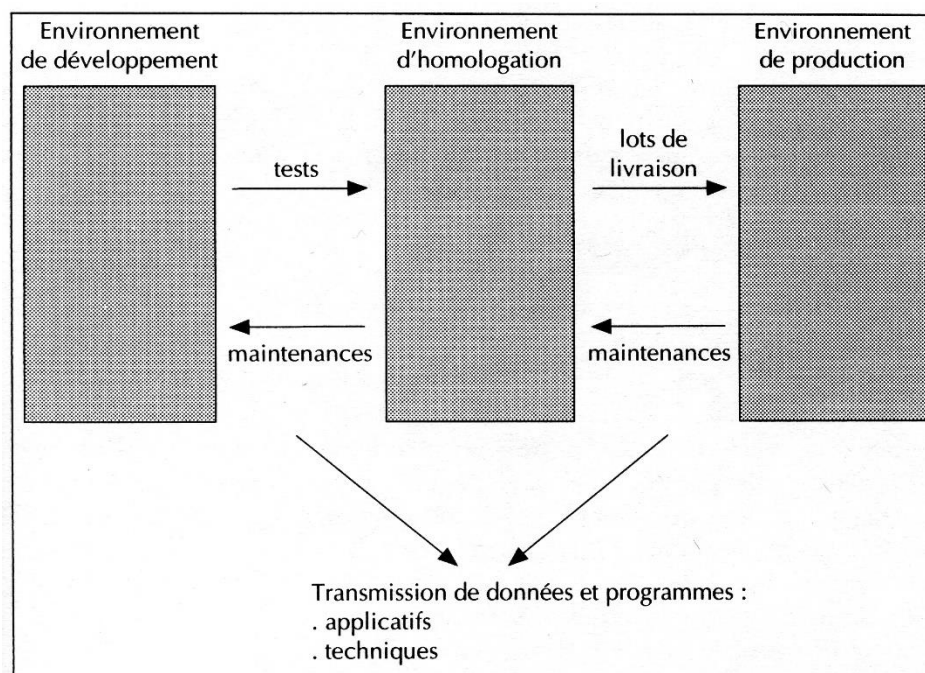 Environnement
de développement
Environnement
d'homologation
Environnement
de production
tests
lots de
livraison
maintenances
maintenances
Transmission de données et programmes :
. applicatifs
. techniques